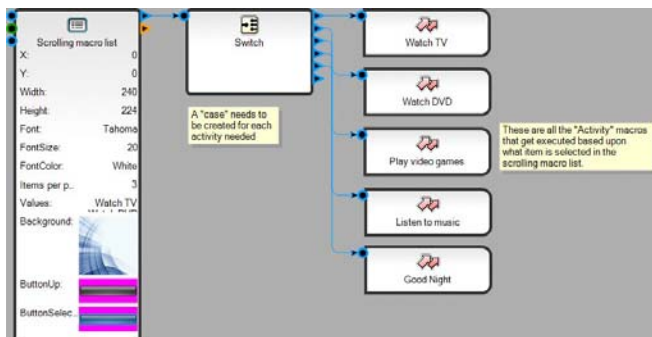 Scrolling macro list
X: 0
Y: 0
Width: 240
Height: 224
Font: Tahoma
FontSize: 20
FontColor: White
Items per p.. 3
Values: Watch TV
Watch DVD
Background:
ButtonUp:
ButtonSelec..
Switch
A "case" needs to
be created for each
activity needed
Watch TV
Watch DVD
Play video games
Listen to music
Good Night
These are all the "Activity" macros
that get executed based upon
what item is selected in the
scrolling macro list.